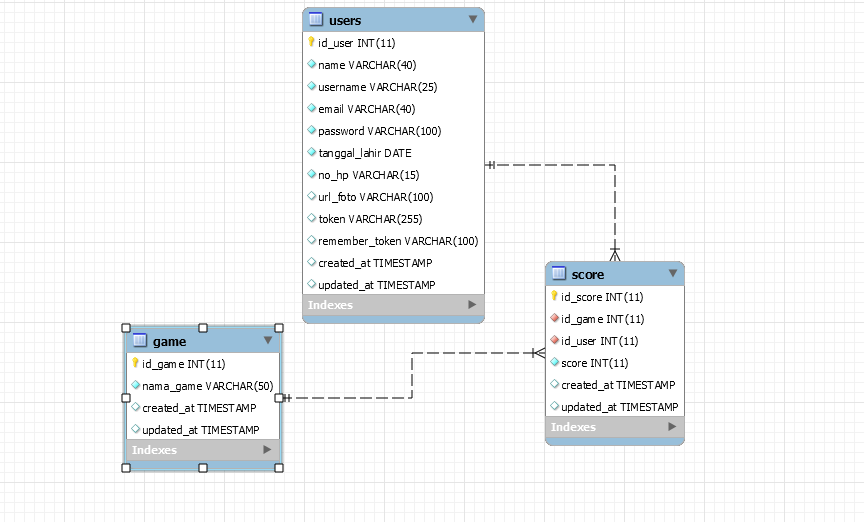 users
id_user INT(11)
name VARCHAR(40)
username VARCHAR(25)
email VARCHAR(40)
password VARCHAR(100)
tanggal_lahir DATE
no_hp VARCHAR(15)
url_foto VARCHAR(100)
token VARCHAR(255)
remember_token VARCHAR(100)
created_at TIMESTAMP
updated_at TIMESTAMP
Indexes
game
id_game INT(11)
nama_game VARCHAR(50)
created_at TIMESTAMP
updated_at TIMESTAMP
Indexes
score
id_score INT(11)
id_game INT(11)
id_user INT(11)
score INT(11)
created_at TIMESTAMP
updated_at TIMESTAMP
Indexes